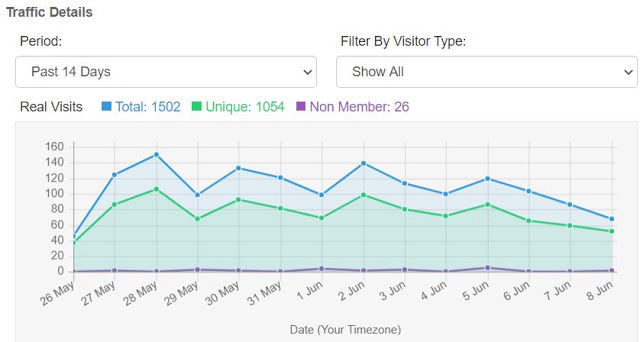 Traffic Details
Period: Filter By Visitor Type:
Past 14 Days Show All
Real Visits Total: 1502 Unique: 1054 Non Member: 26
160
140
120
100
80
60
40
20
0
26 May 27 May 28 May 29 May 30 May 31 May 1 Jun 2 Jun 3 Jun 4 Jun 5 Jun 6 Jun 7 Jun 8 Jun
Date (Your Timezone)